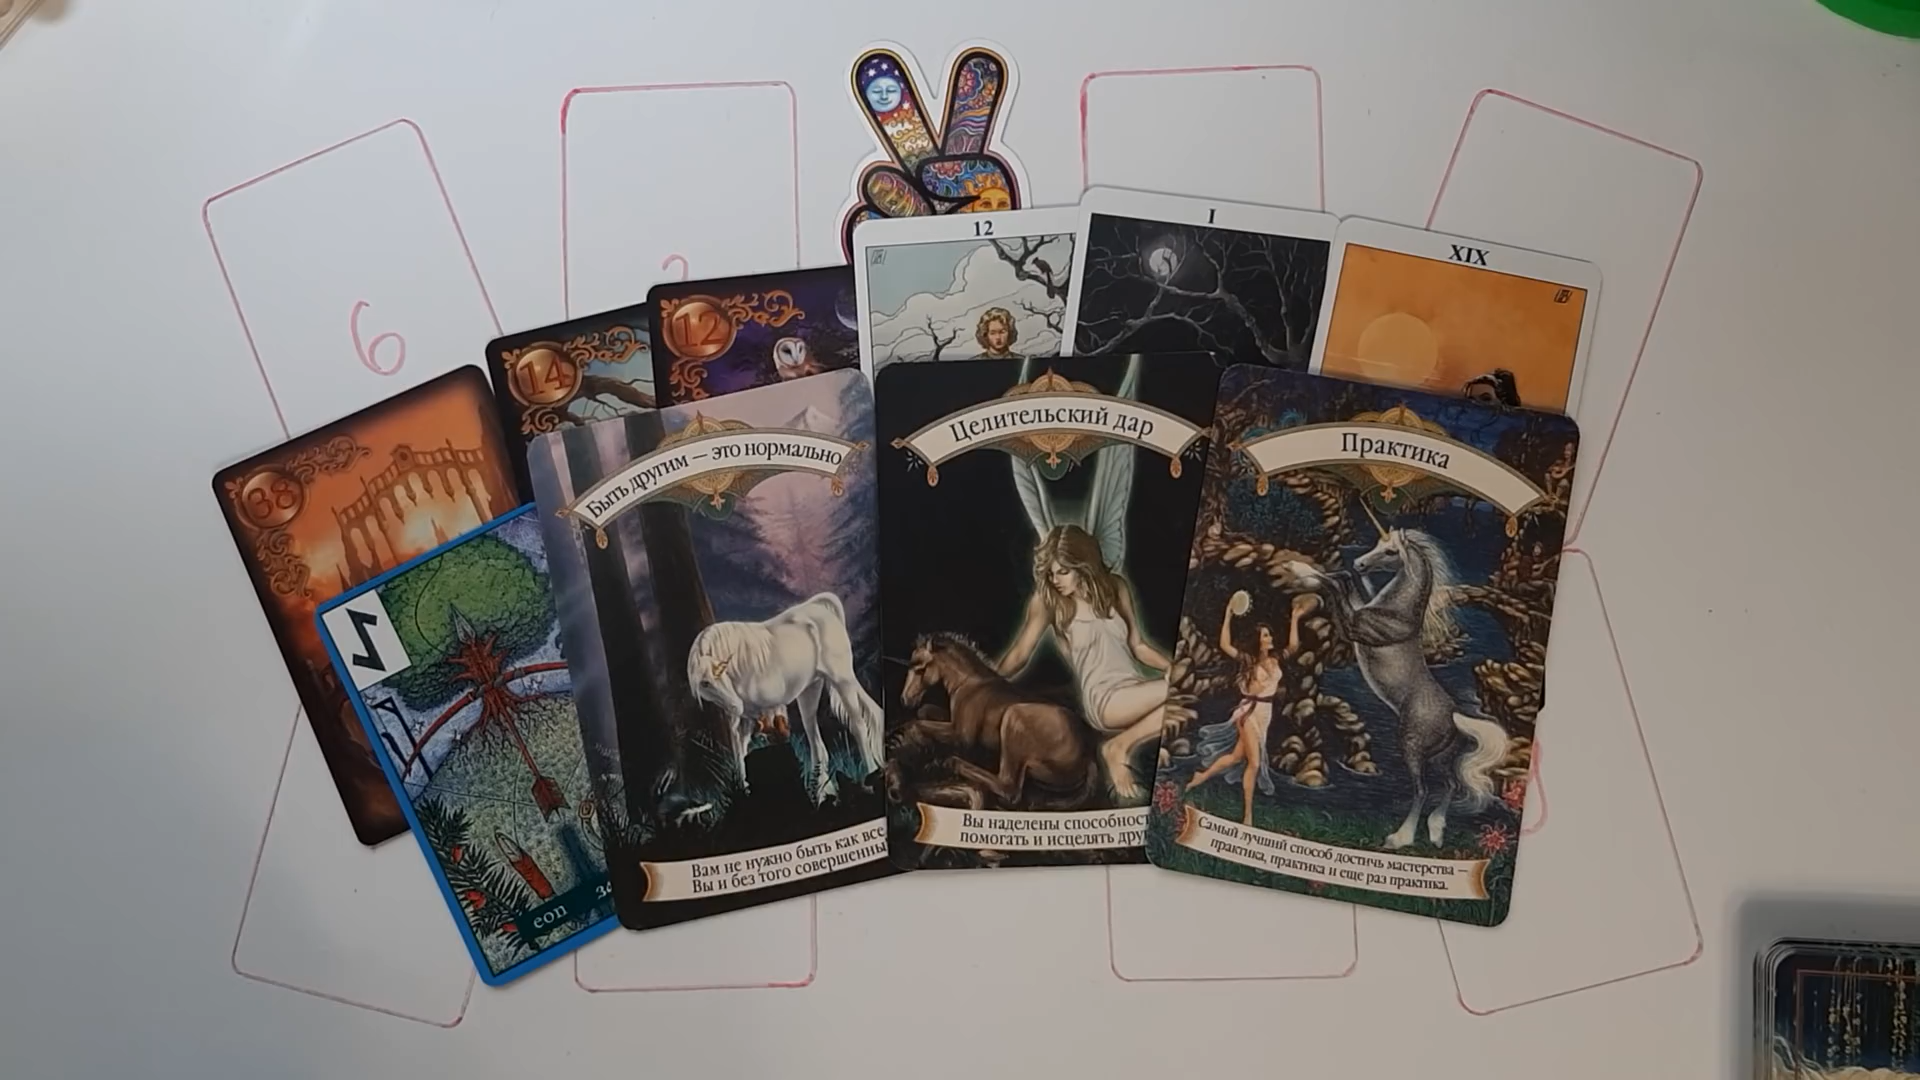 6
12
I
XIX
12
14
38
Быть другим — это нормально
Целительский дар
Практика
Вам не нужно быть как все
Вы и без того совершенны
Вы наделены способност
помогать и исцелять дру
Самый лучший способ достичь мастерства —
практика, практика и еще раз практика.
eon